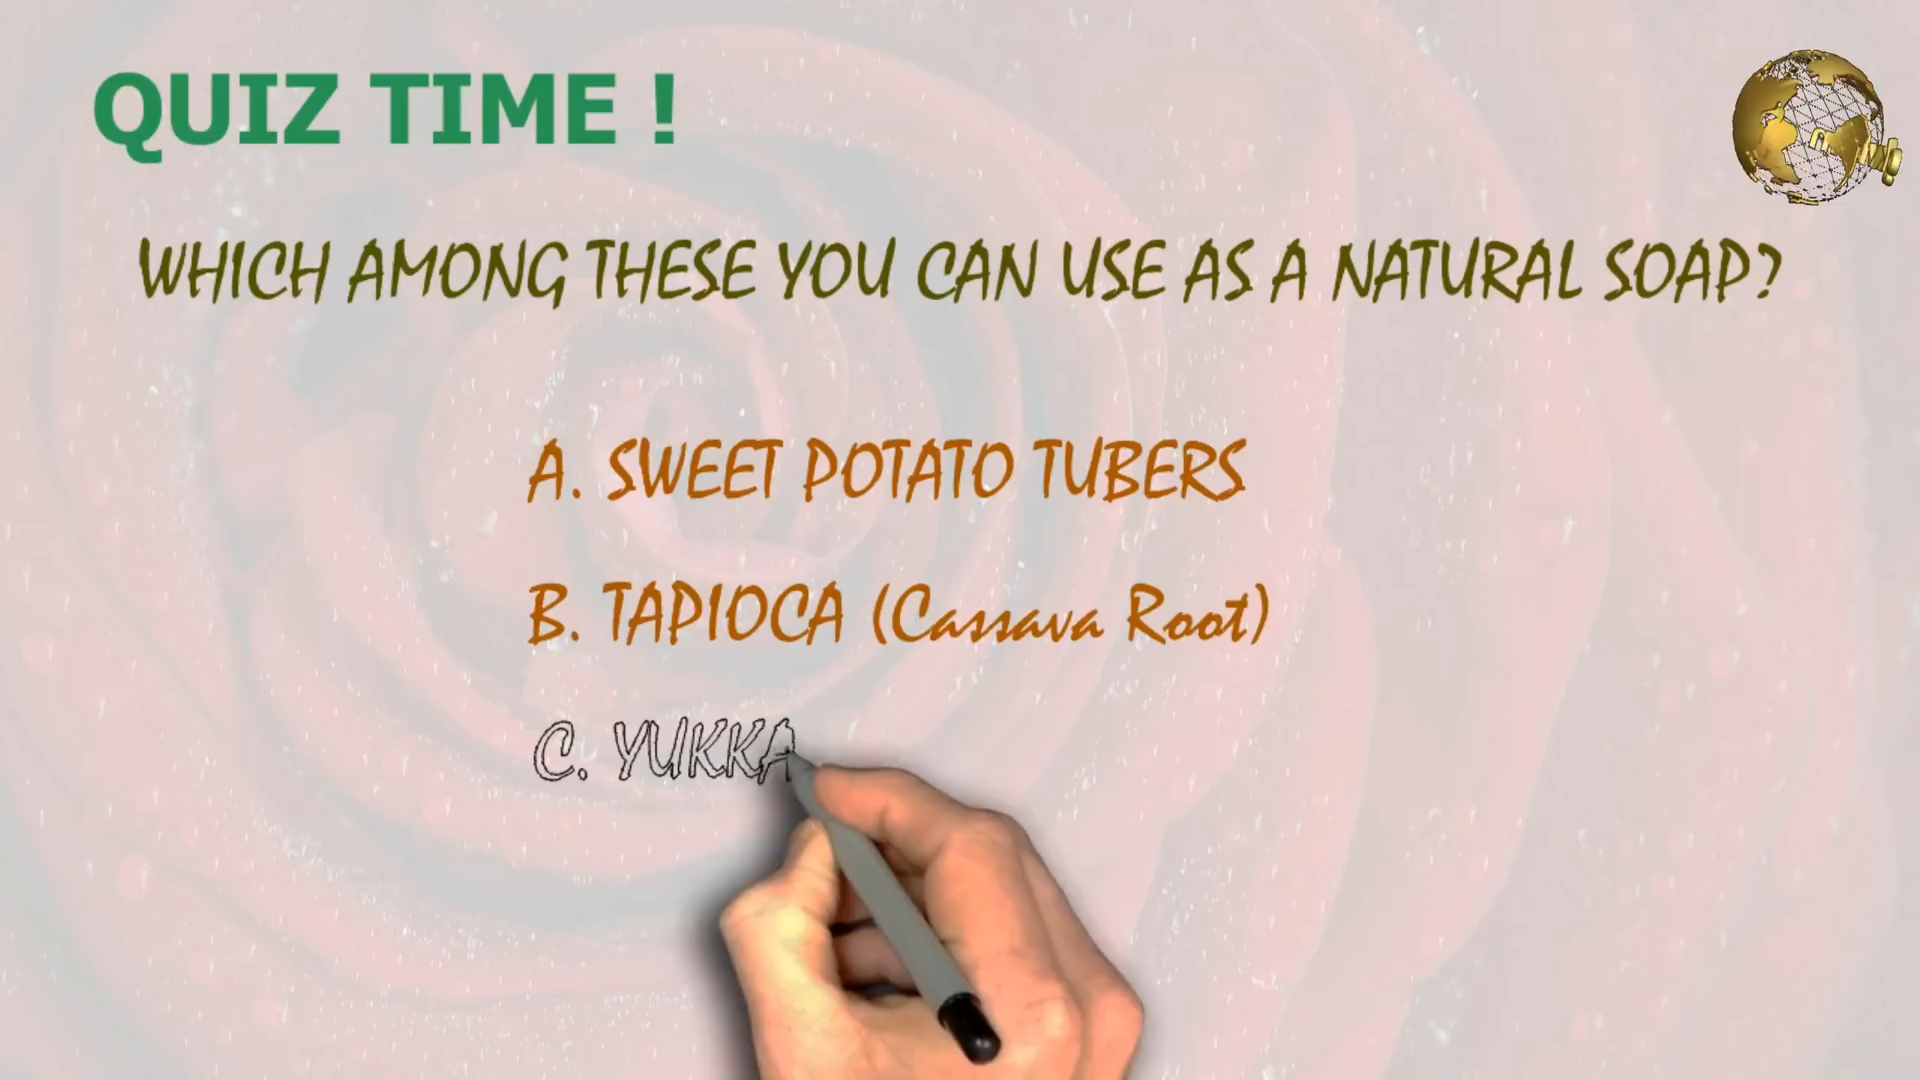 QUIZ TIME !
WHICH AMONG THESE YOU CAN USE AS A NATURAL SOAP?
A. SWEET POTATO TUBERS
B. TAPIOCA (Cassava Root)
C. YUKKA